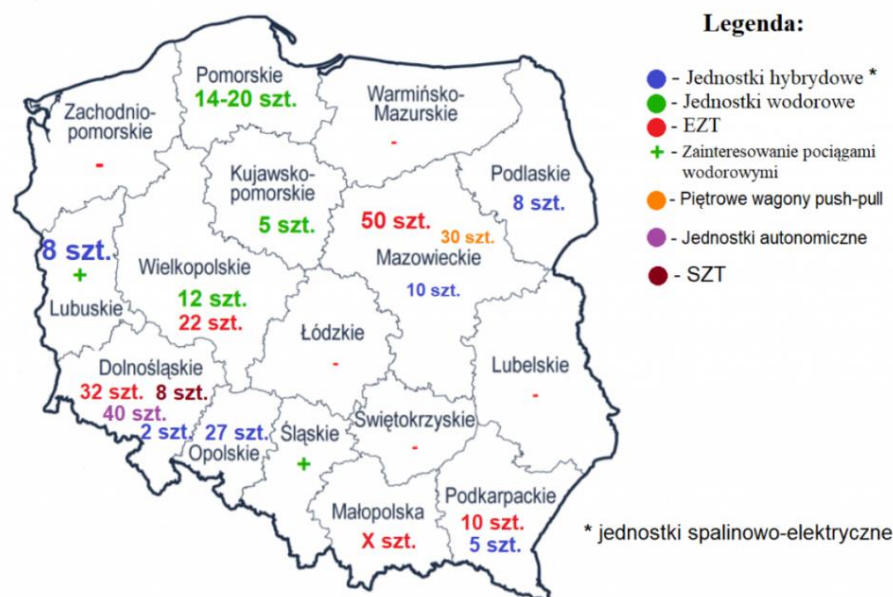 Legenda:
- Jednostki hybrydowe *
- Jednostki wodorowe
- EZT
+ - Zainteresowanie pociągami
wodorowymi
- Piętrowe wagony push-pull
- Jednostki autonomiczne
- SZT
Pomorskie
14-20 szt.
Zachodnio-
pomorskie
-
Warmińsko-
Mazurskie
-
Kujawsko-
pomorskie
5 szt.
Podlaskie
8 szt.
50 szt.
30 szt.
Mazowieckie
10 szt.
8 szt.
+
Lubuskie
Wielkopolskie
12 szt.
22 szt.
Łódzkie
-
Lubelskie
-
Dolnośląskie
32 szt. 8 szt.
40 szt.
2 szt.
27 szt.
Opolskie
Śląskie
+
Świętokrzyskie
-
Małopolska
X szt.
Podkarpackie
10 szt.
5 szt.
* jednostki spalinowo-elektryczne